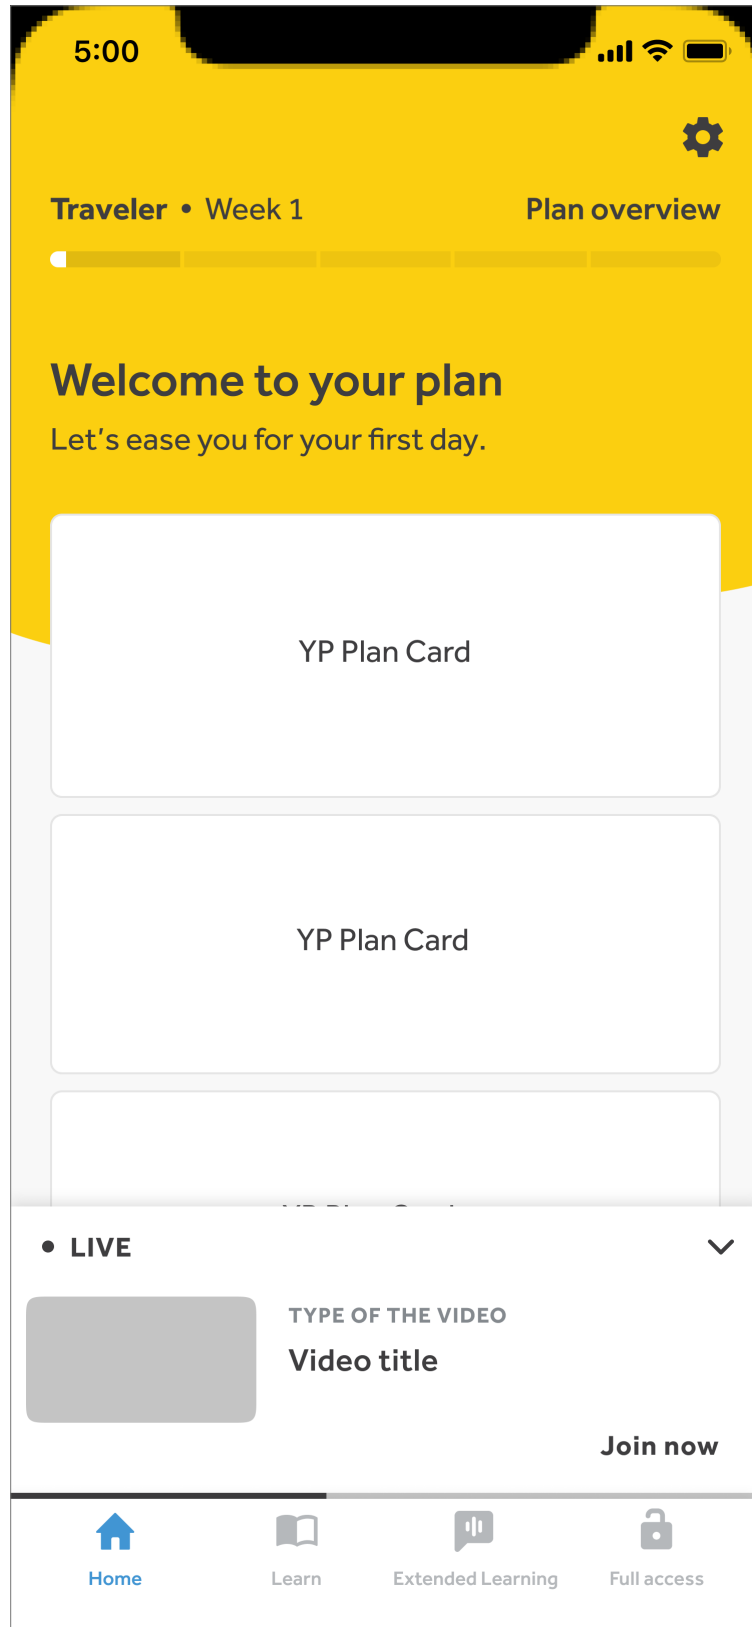 5:00
Traveler • Week 1
Plan overview
Welcome to your plan
Let's ease you for your first day.
YP Plan Card
YP Plan Card
• LIVE
TYPE OF THE VIDEO
Video title
Join now
Home
Learn
Extended Learning
Full access